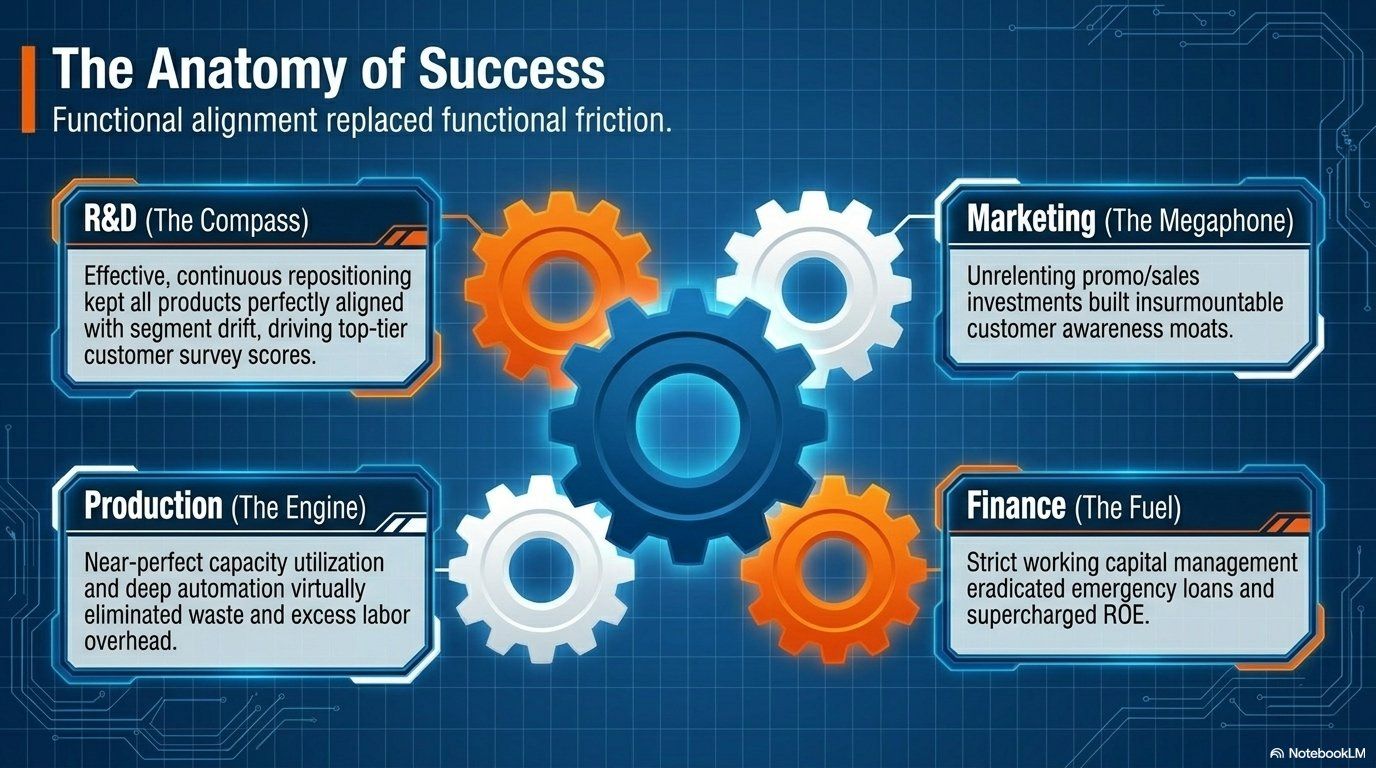 The Anatomy of Success
Functional alignment replaced functional friction.
R&D (The Compass)
Effective, continuous repositioning
kept all products perfectly aligned
with segment drift, driving top-tier
customer survey scores.
Marketing (The Megaphone)
Unrelenting promo/sales
investments built insurmountable
customer awareness moats.
Production (The Engine)
Near-perfect capacity utilization
and deep automation virtually
eliminated waste and excess labor
overhead.
Finance (The Fuel)
Strict working capital management
eradicated emergency loans and
supercharged ROE.
NotebookLM